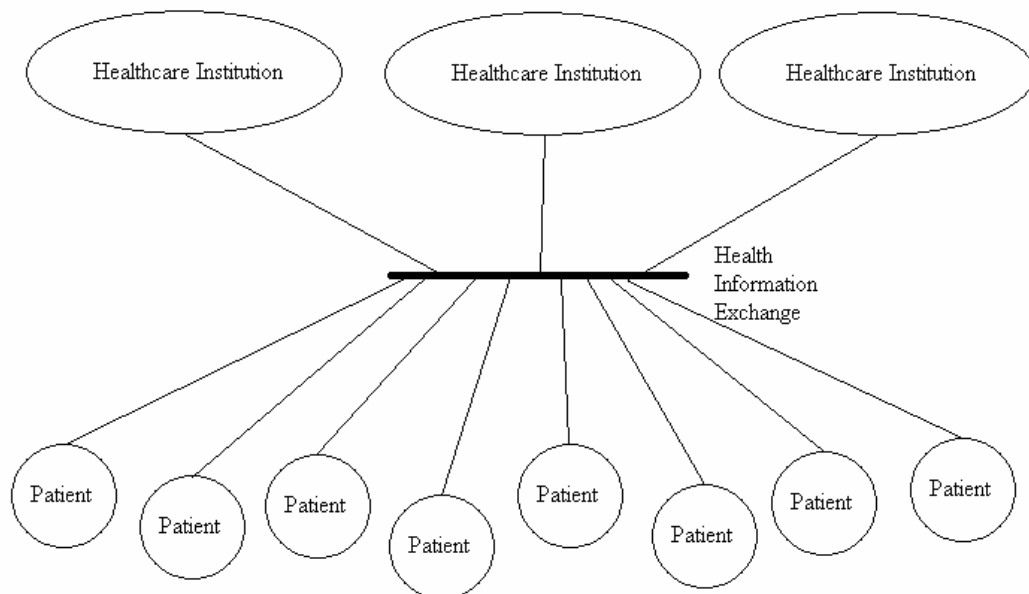 Healthcare Institution
Healthcare Institution
Healthcare Institution
Health
Information
Exchange
Patient
Patient
Patient
Patient
Patient
Patient
Patient
Patient